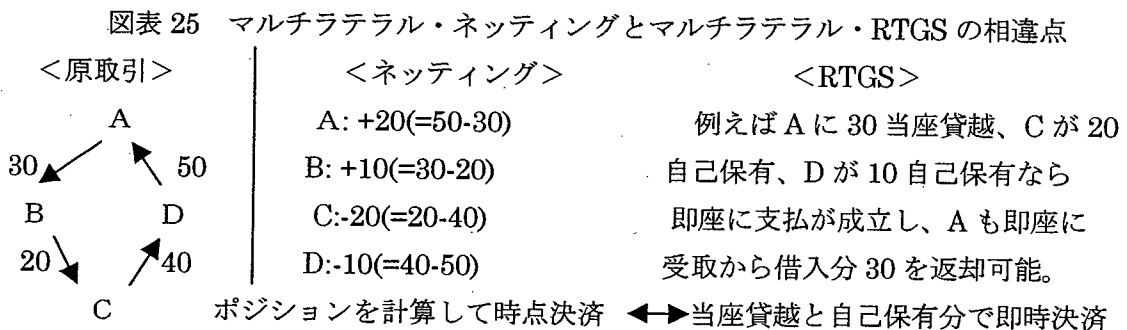 図表 25　マルチラテラル・ネッティングとマルチラテラル・RTGS の相違点
＜原取引＞
A
30
50
B
D
20
40
C
＜ネッティング＞
A: +20(=50-30)
B: +10(=30-20)
C:-20(=20-40)
D:-10(=40-50)
＜RTGS＞
例えば A に 30 当座貸越、C が 20
自己保有、D が 10 自己保有なら
即座に支払が成立し、A も即座に
受取から借入分 30 を返却可能。
ポジションを計算して時点決済 ◀▶当座貸越と自己保有分で即時決済